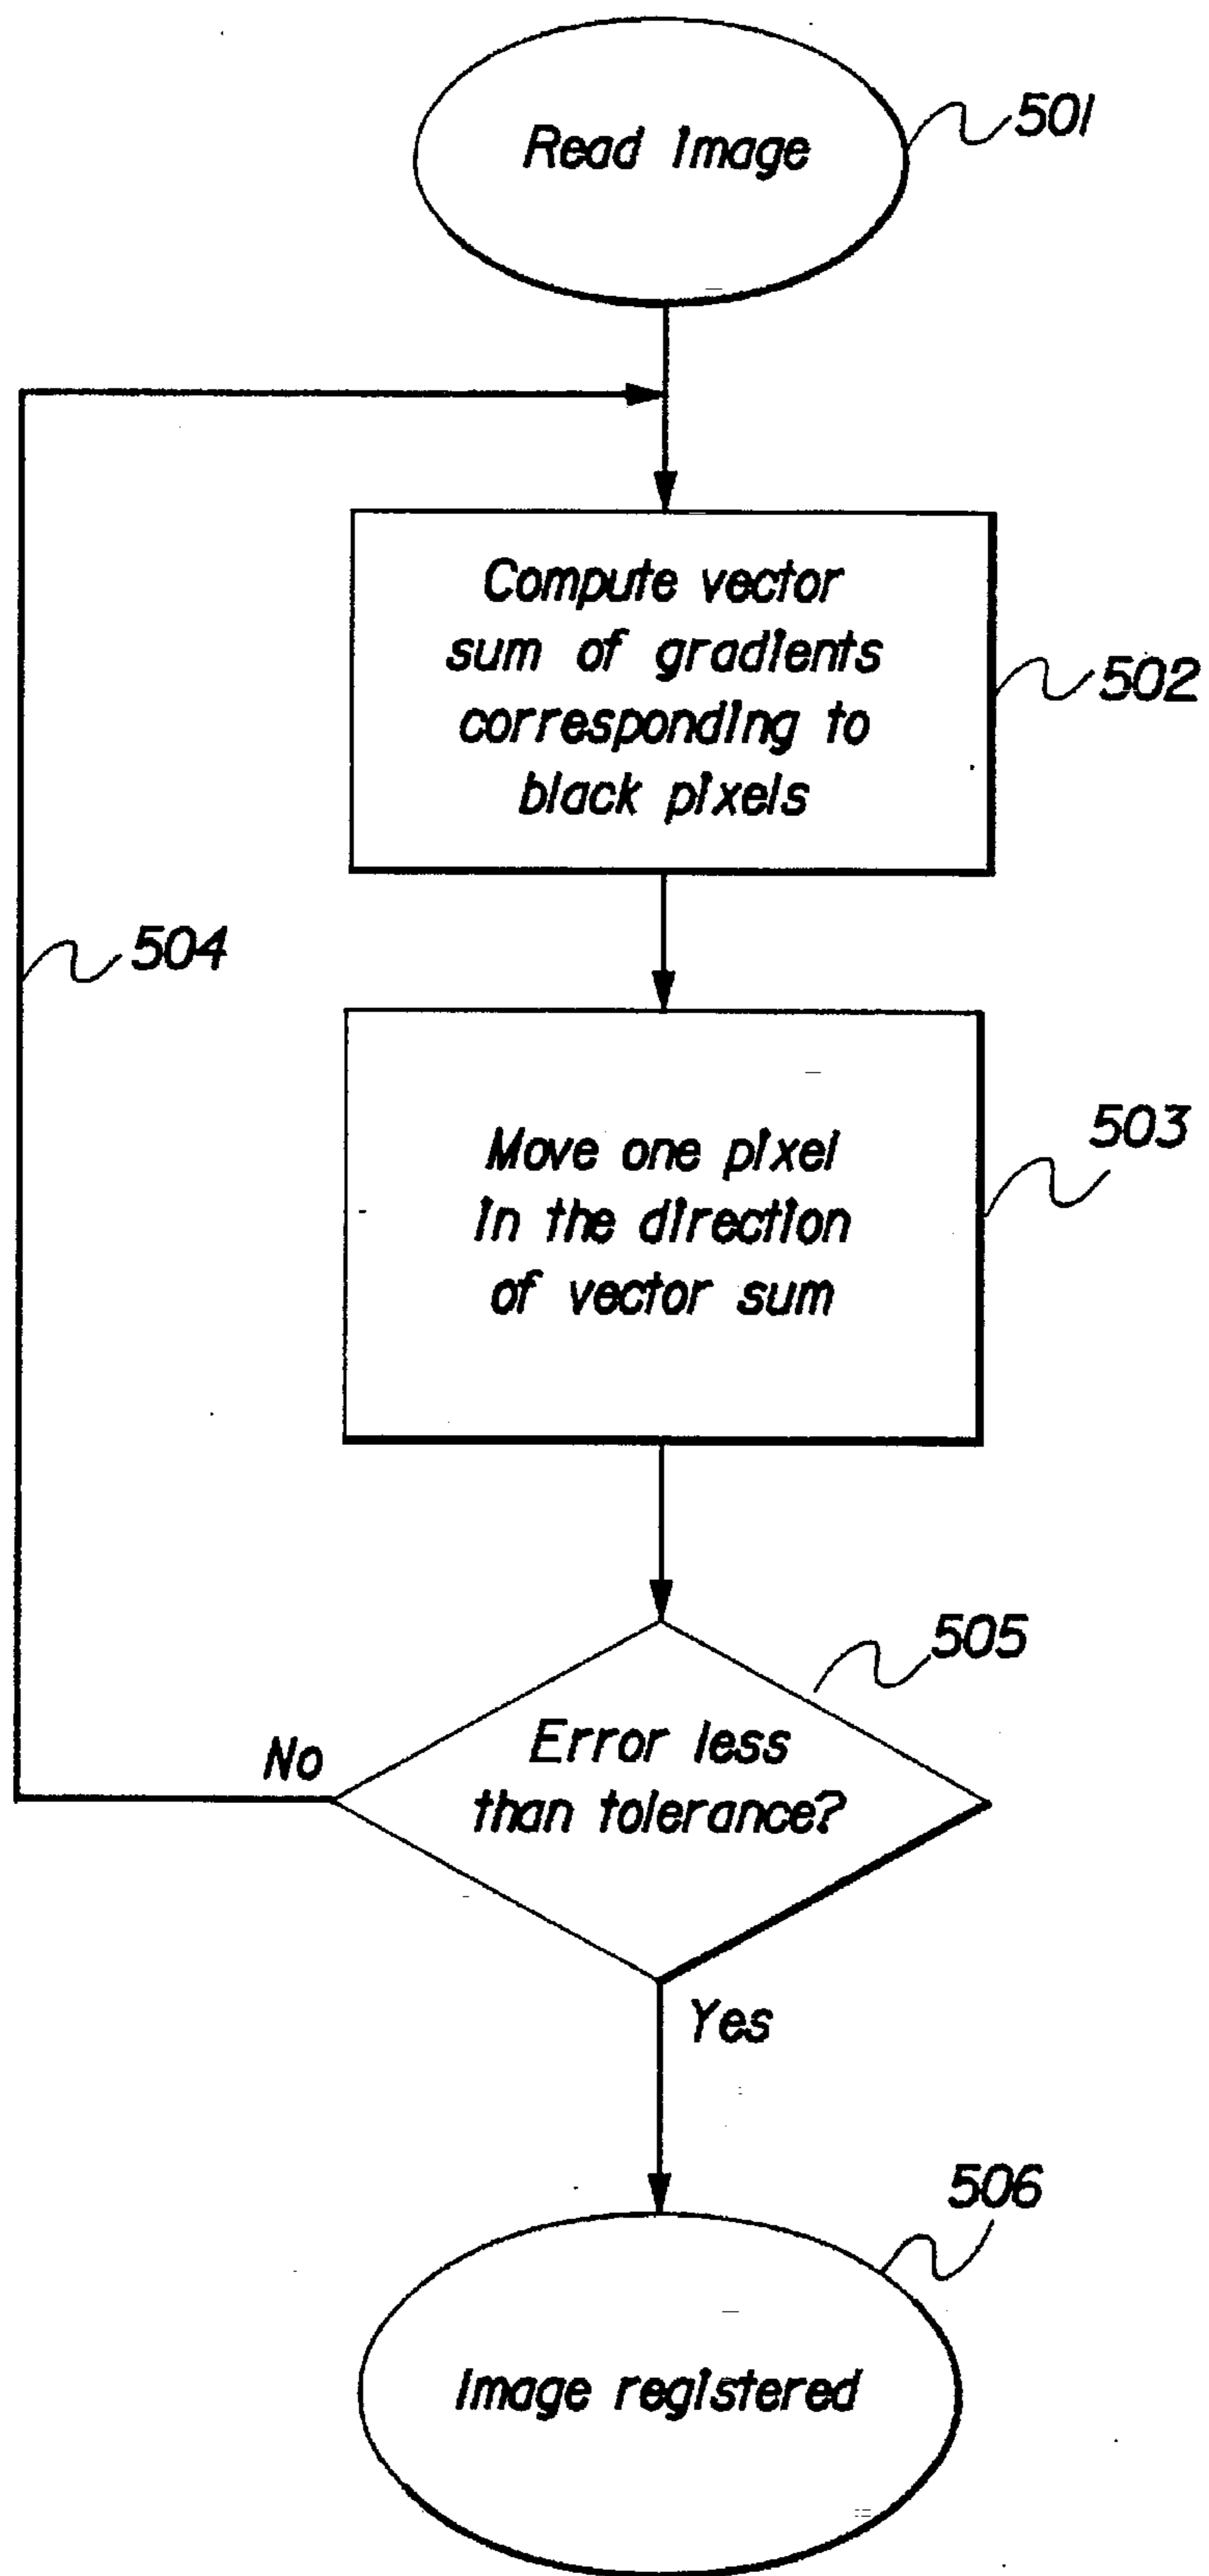 Read Image
501
Compute vector
sum of gradients
corresponding to
black pixels
502
504
Move one pixel
in the direction
of vector sum
503
505
Error less
than tolerance?
No
Yes
506
Image registered